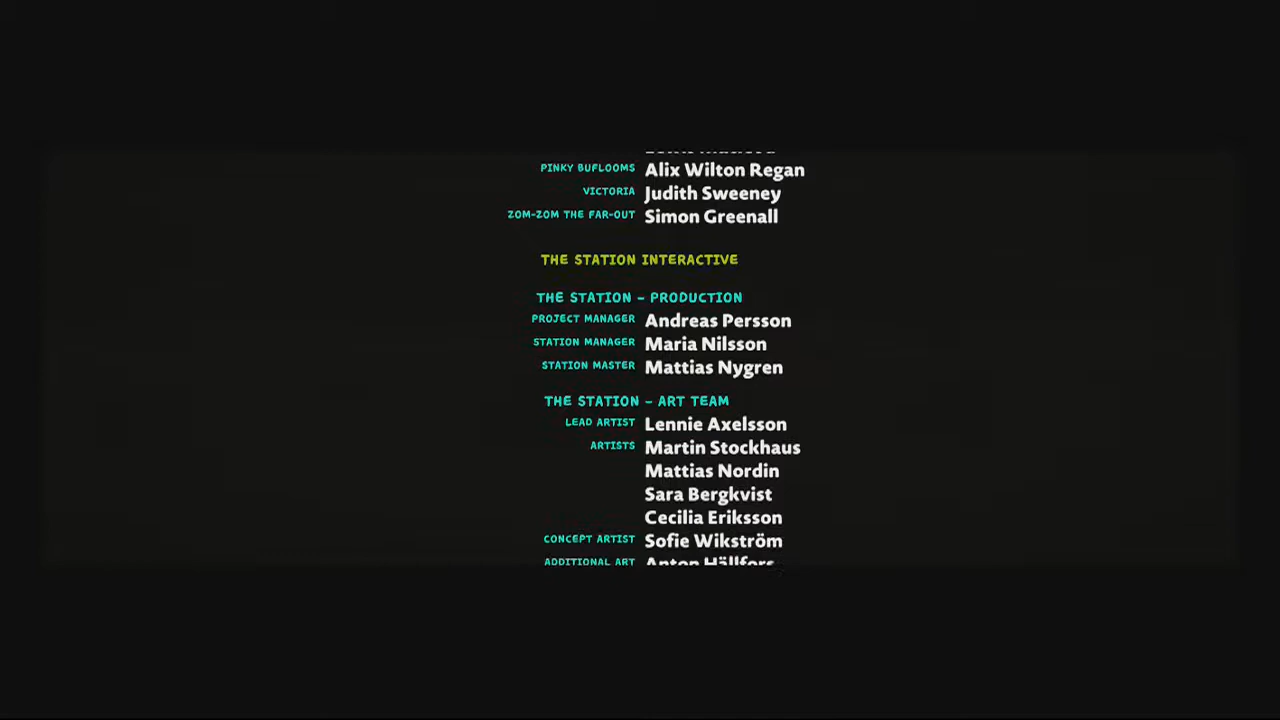 PINKY BUFLOOMS Alix Wilton Regan
VICTORIA Judith Sweeney
ZOM-ZOM THE FAR-OUT Simon Greenall
THE STATION INTERACTIVE
THE STATION – PRODUCTION
PROJECT MANAGER Andreas Persson
STATION MANAGER Maria Nilsson
STATION MASTER Mattias Nygren
THE STATION – ART TEAM
LEAD ARTIST Lennie Axelsson
ARTISTS Martin Stockhaus
Mattias Nordin
Sara Bergkvist
Cecilia Eriksson
CONCEPT ARTIST Sofie Wikström
ADDITIONAL ART Anton Hällfors